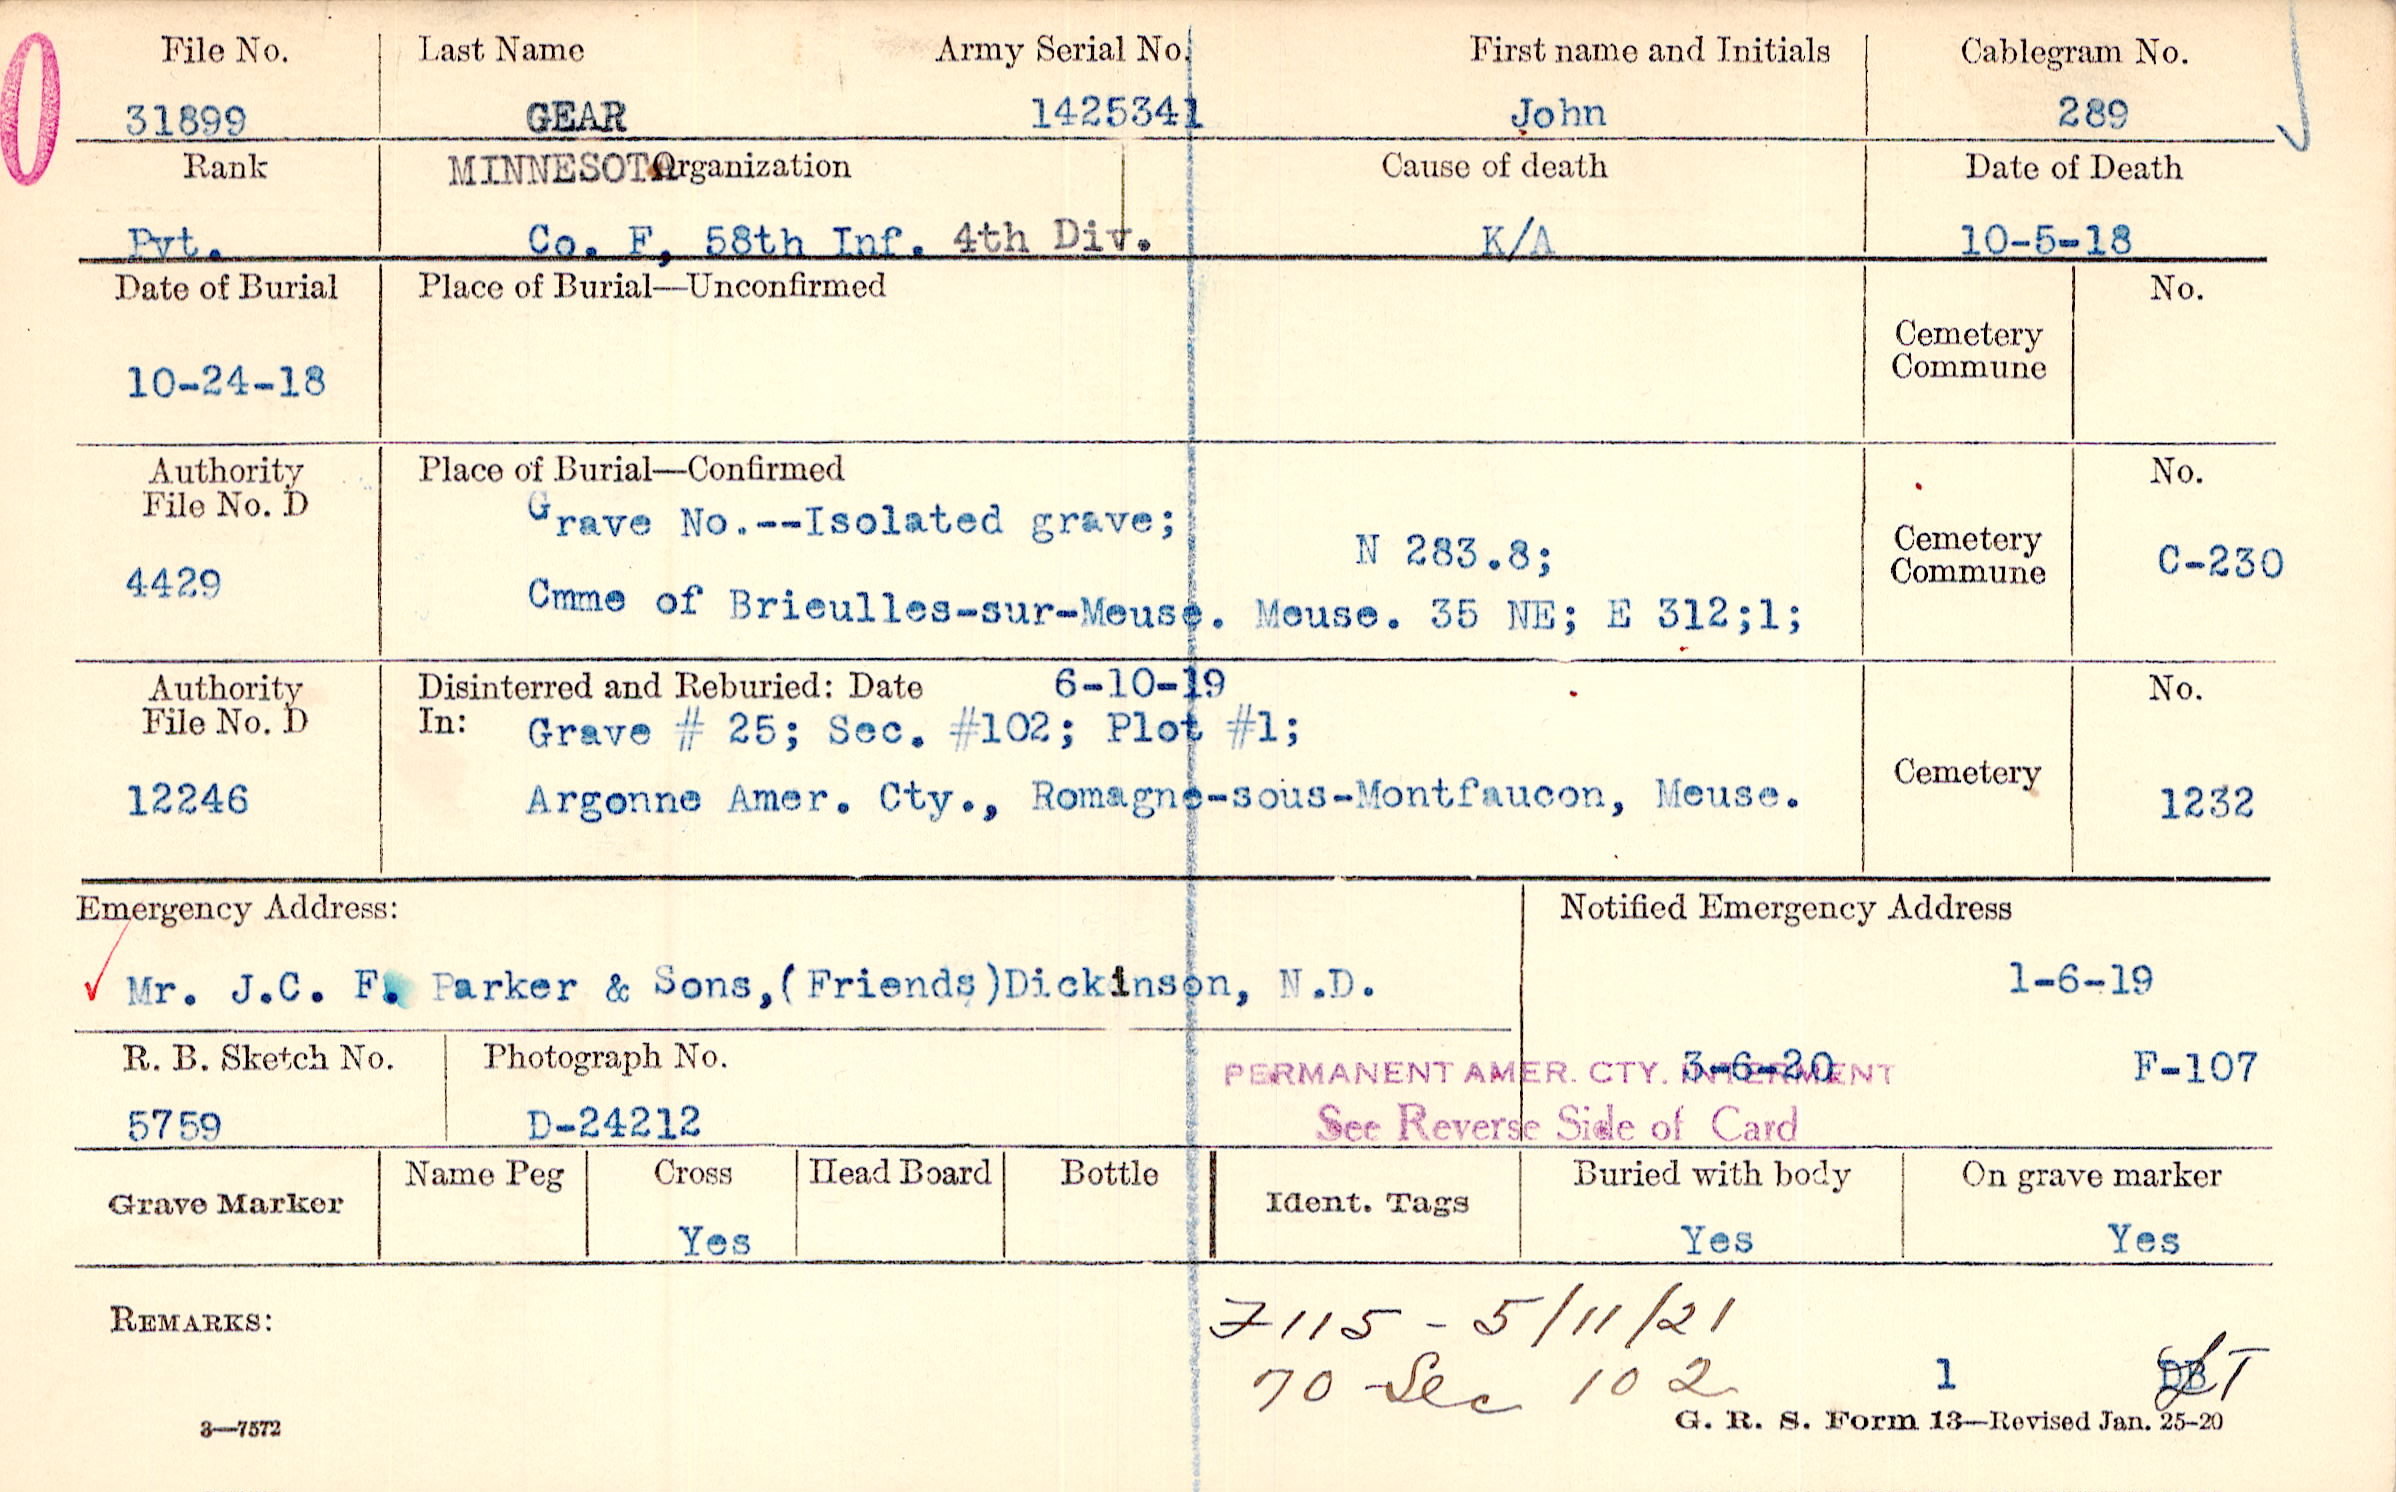 File No. Last Name Army Serial No. First name and Initials Cablegram No.
31899 GEAR 1425341 John 289
Rank MINNESOTA Organization Cause of death Date of Death
Pvt. Co. F, 58th Inf. 4th Div. K/A 10-5-18
Date of Burial Place of Burial—Unconfirmed No.
Cemetery
Commune
10-24-18
Authority Place of Burial—Confirmed No.
File No. D
Grave No.--Isolated grave;
N 283.8; Cemetery
Commune C-230
4429 Cmme of Brieulles-sur-Meuse. Meuse. 35 NE; E 312;1;
Authority Disinterred and Reburied: Date 6-10-19 No.
File No. D In: Grave # 25; Sec. #102; Plot #1;
Cemetery
12246 Argonne Amer. Cty., Romagne-sous-Montfaucon, Meuse. 1232
Emergency Address: Notified Emergency Address
Mr. J.C. F. Parker & Sons,(Friends)Dickinson, N.D. 1-6-19
R. B. Sketch No. Photograph No.
PERMANENT AMER. CTY. INTERMENT 3-6-20 F-107
5759 D-24212 See Reverse Side of Card
Grave Marker Name Peg Cross Head Board Bottle Ident. Tags Buried with body On grave marker
Yes Yes Yes
REMARKS: 7115 - 5/11/21
70 Sec 102 1
3—7572 G. R. S. Form 13—Revised Jan. 25-20